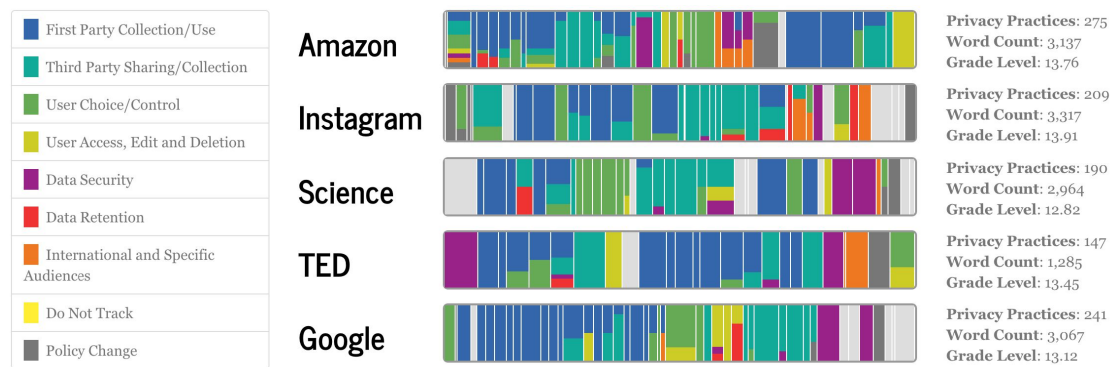 First Party Collection/Use
Third Party Sharing/Collection
User Choice/Control
User Access, Edit and Deletion
Data Security
Data Retention
International and Specific
Audiences
Do Not Track
Policy Change
Amazon
Privacy Practices: 275
Word Count: 3,137
Grade Level: 13.76
Instagram
Privacy Practices: 209
Word Count: 3,317
Grade Level: 13.91
Science
Privacy Practices: 190
Word Count: 2,964
Grade Level: 12.82
TED
Privacy Practices: 147
Word Count: 1,285
Grade Level: 13.45
Google
Privacy Practices: 241
Word Count: 3,067
Grade Level: 13.12